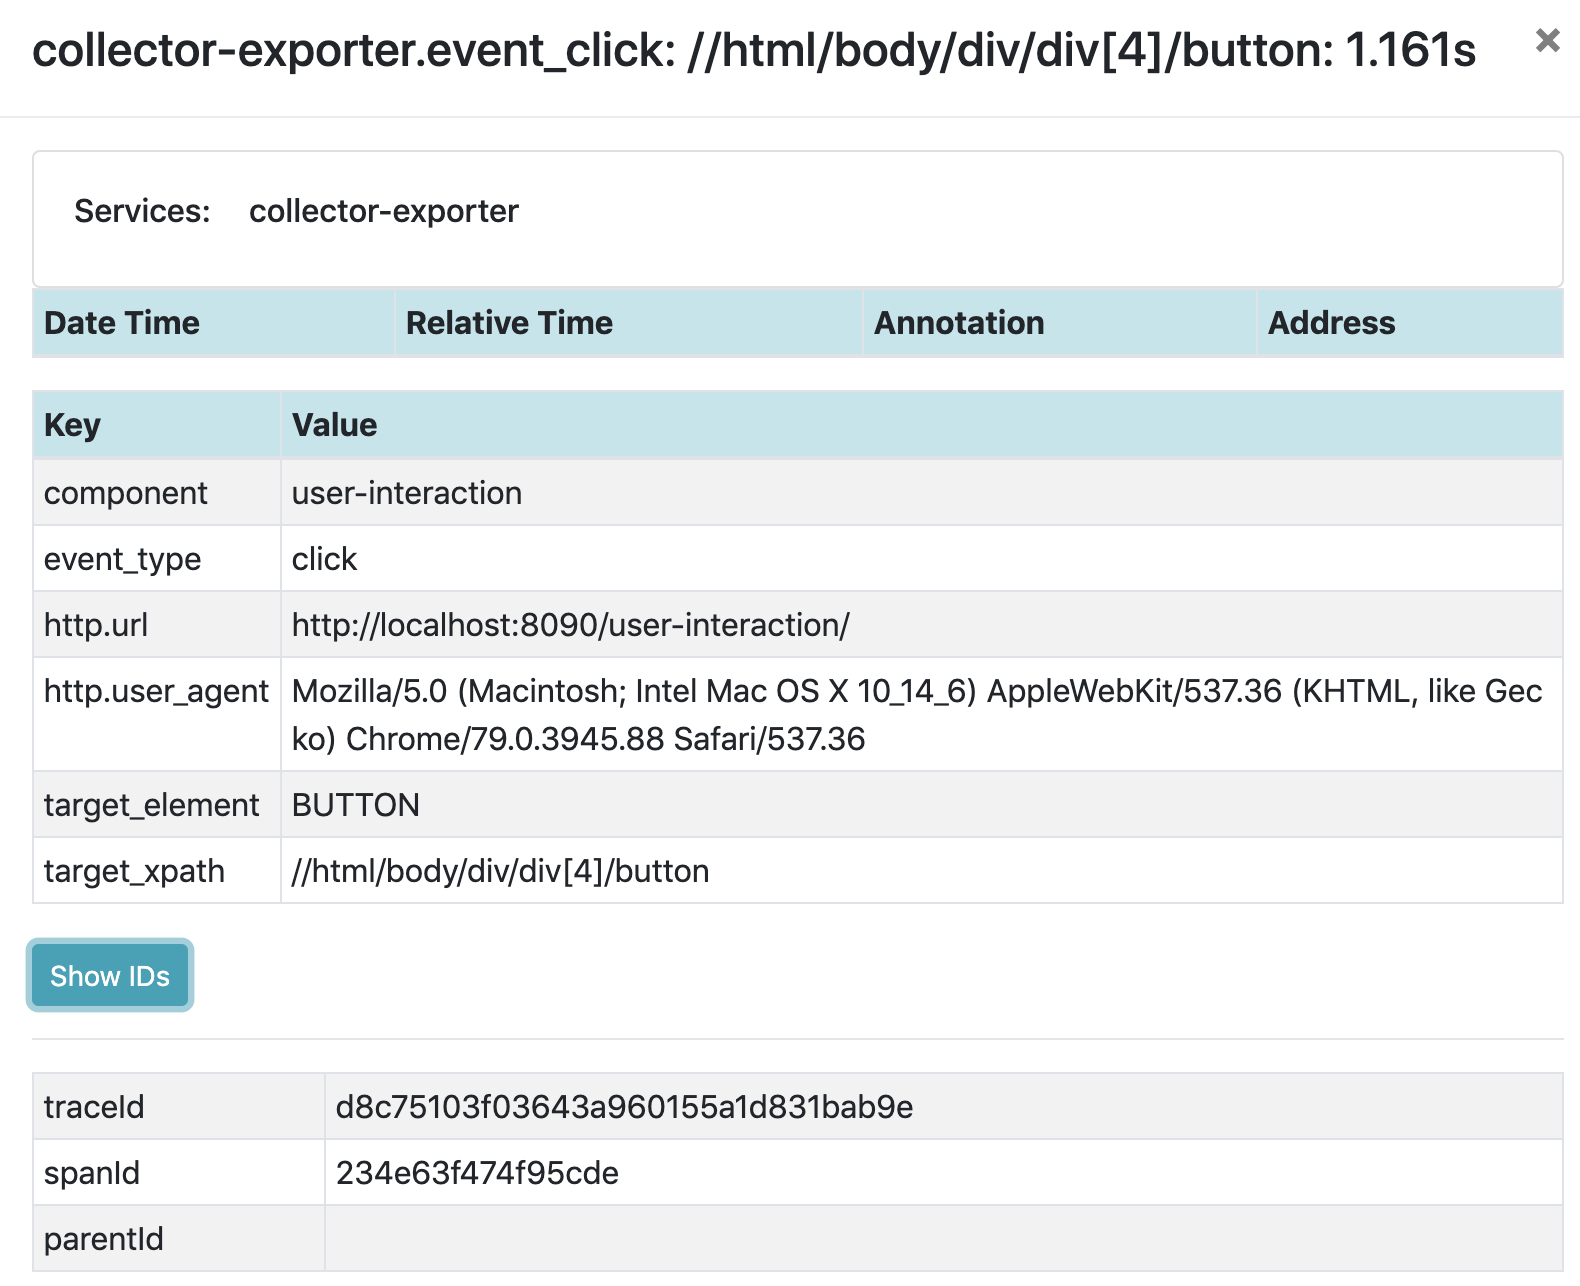 collector-exporter.event_click: //html/body/div/div[4]/button: 1.161s
Services: collector-exporter
Date Time Relative Time Annotation Address
Key Value
component user-interaction
event_type click
http.url http://localhost:8090/user-interaction/
http.user_agent Mozilla/5.0 (Macintosh; Intel Mac OS X 10_14_6) AppleWebKit/537.36 (KHTML, like Gec
ko) Chrome/79.0.3945.88 Safari/537.36
target_element BUTTON
target_xpath //html/body/div/div[4]/button
Show IDs
traceId d8c75103f03643a960155a1d831bab9e
spanId 234e63f474f95cde
parentId